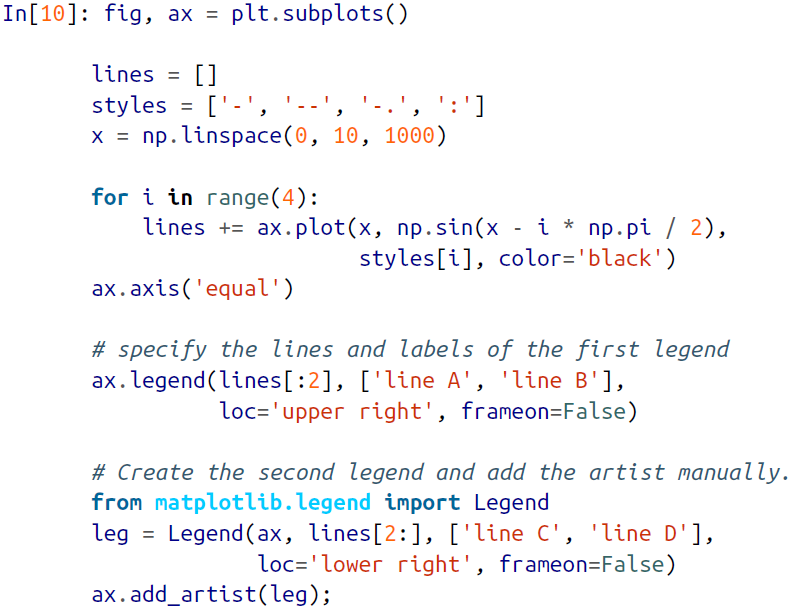 In[10]: fig, ax = plt.subplots()
lines = []
styles = ['-', '--', '-.', ':']
x = np.linspace(0, 10, 1000)
for i in range(4):
lines += ax.plot(x, np.sin(x - i * np.pi / 2),
styles[i], color='black')
ax.axis('equal')
# specify the lines and labels of the first legend
ax.legend(lines[:2], ['line A', 'line B'],
loc='upper right', frameon=False)
# Create the second legend and add the artist manually.
from matplotlib.legend import Legend
leg = Legend(ax, lines[2:], ['line C', 'line D'],
loc='lower right', frameon=False)
ax.add_artist(leg);